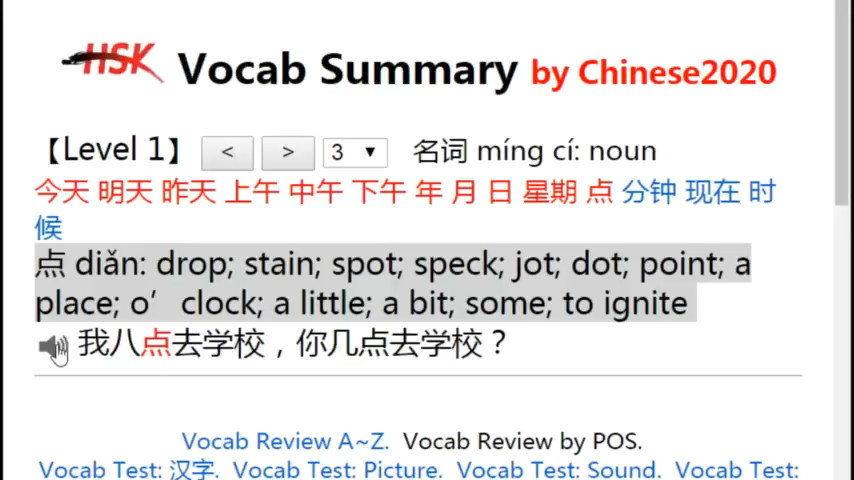 HSK Vocab Summary by Chinese2020
【Level 1】 < > 3 ▼ 名词 míng cí: noun
今天 明天 昨天 上午 中午 下午 年 月 日 星期 点 分钟 现在 时
候
点 diǎn: drop; stain; spot; speck; jot; dot; point; a
place; o’ clock; a little; a bit; some; to ignite
我八点去学校，你几点去学校？
Vocab Review A~Z. Vocab Review by POS.
Vocab Test: 汉字. Vocab Test: Picture. Vocab Test: Sound. Vocab Test: